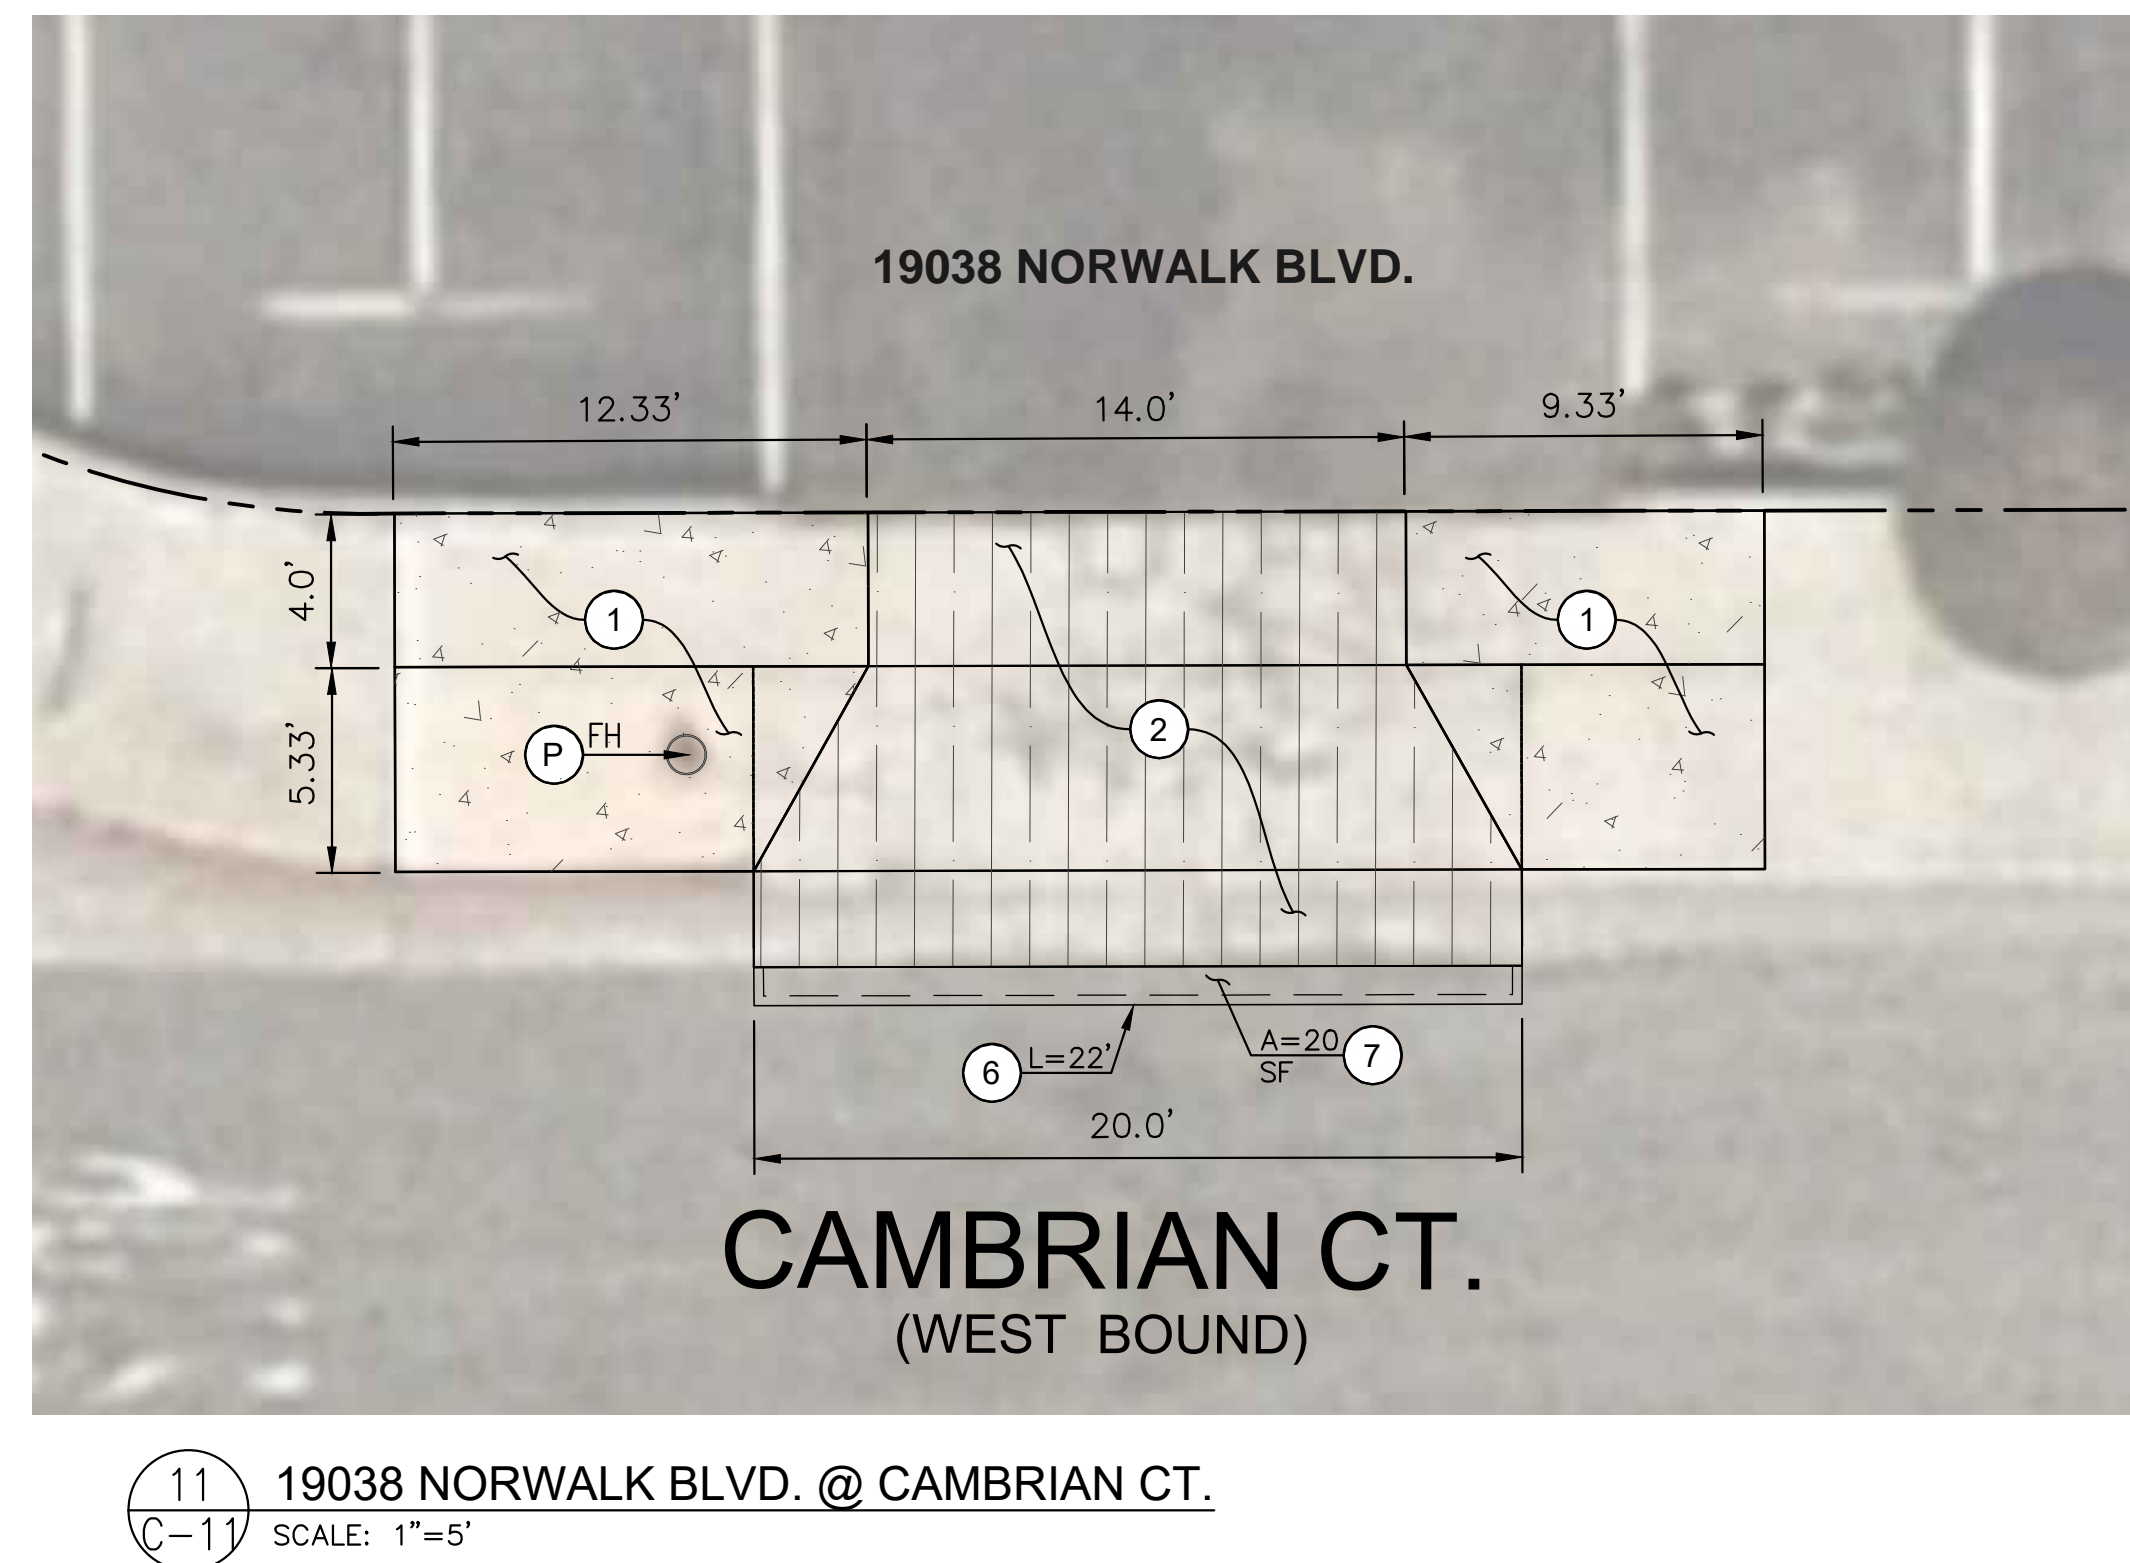 19038 NORWALK BLVD.
12.33'
14.0'
9.33'
4.0'
1
1
5.33'
P
FH
2
6
L=22'
A=20
SF
7
20.0'
CAMBRIAN CT.
(WEST BOUND)
11
C-11
19038 NORWALK BLVD. @ CAMBRIAN CT.
SCALE: 1"=5'